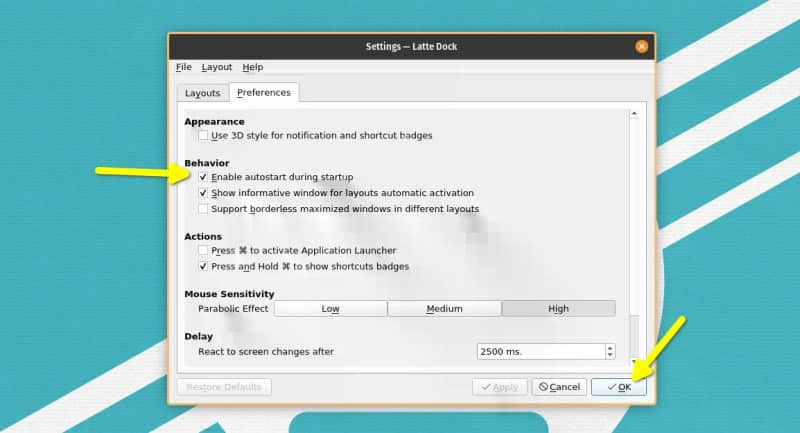 Settings — Latte Dock
File Layout Help
Layouts Preferences
Appearance
Use 3D style for notification and shortcut badges
Behavior
Enable autostart during startup
Show informative window for layouts automatic activation
Support borderless maximized windows in different layouts
Actions
Press ⌘ to activate Application Launcher
Press and Hold ⌘ to show shortcuts badges
Mouse Sensitivity
Parabolic Effect Low Medium High
Delay
React to screen changes after 2500 ms.
Restore Defaults Apply Cancel OK